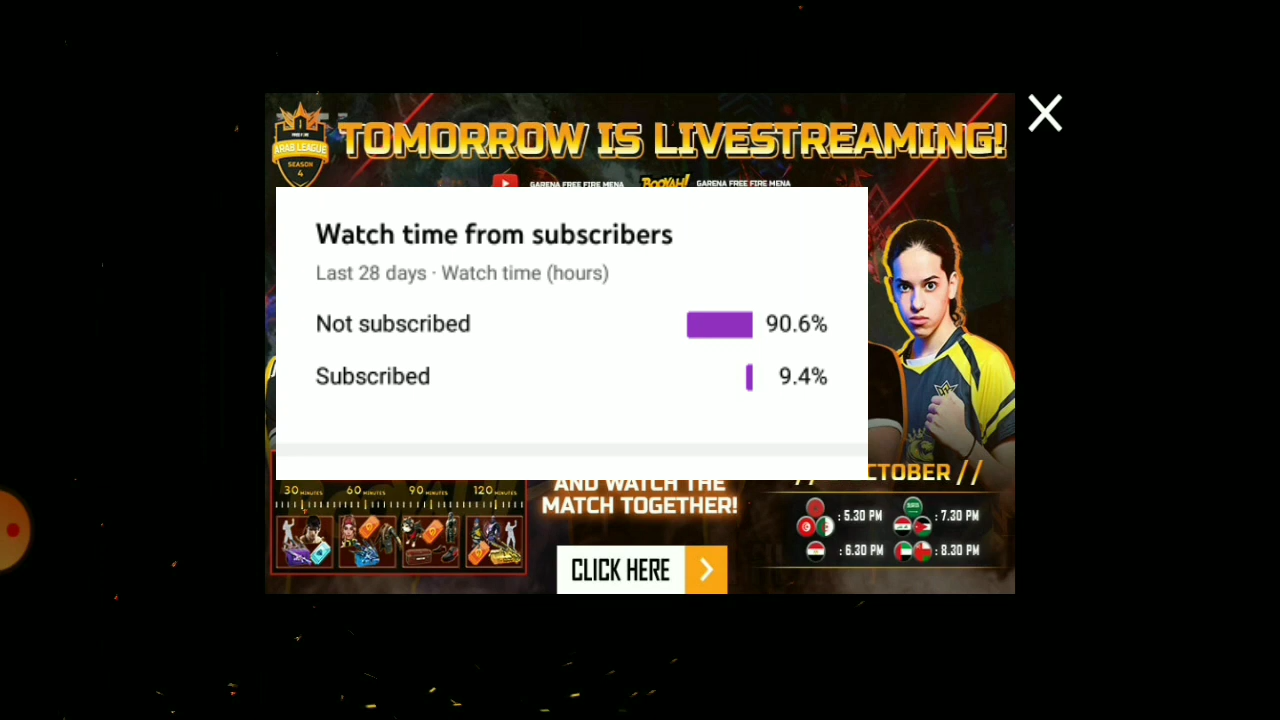 TOMORROW IS LIVESTREAMING!
FREE FIRE
ARAB LEAGUE
SEASON
4
GARENA FREE FIRE MENA
BOOYAH!
GARENA FREE FIRE MENA
Watch time from subscribers
Last 28 days · Watch time (hours)
Not subscribed 90.6%
Subscribed 9.4%
CTOBER //
30 MINUTES 60 MINUTES 90 MINUTES 120 MINUTES
AND WATCH THE
MATCH TOGETHER!
: 5.30 PM : 7.30 PM
: 6.30 PM : 8.30 PM
CLICK HERE